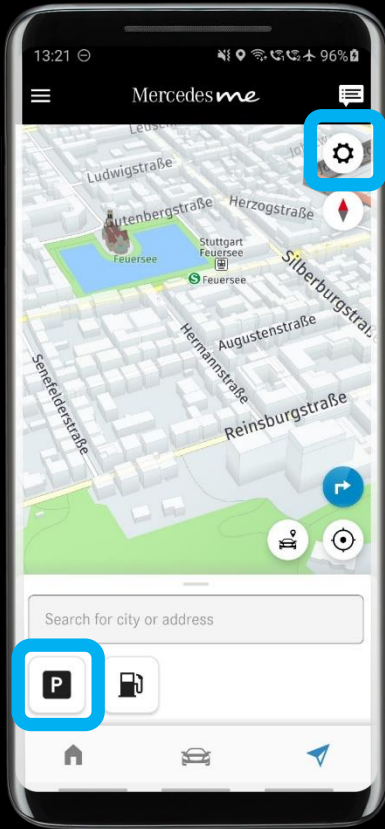 13:21
96%
Mercedes me
Leusch
Ludwigstraße
Gutenbergstraße
Herzogstraße
Feuersee
Stuttgart
Feuersee
S Feuersee
Silberburgstraße
Augustenstraße
Hermannstraße
Senefelderstraße
Reinsburgstraße
Search for city or address
P